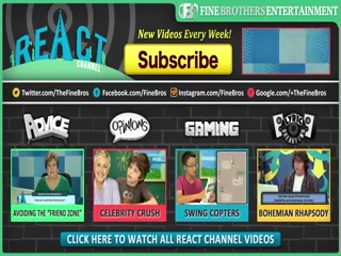 FINE BROTHERS ENTERTAINMENT
REACT
CHANNEL
New Videos Every Week!
Subscribe
Twitter.com/TheFineBros
Facebook.com/FineBros
Instagram.com/FineBros
Google.com/+TheFineBros
ADVICE
OPINIONS
GAMING
LYRIC
BREAKDOWN
AVOIDING THE "FRIEND ZONE"
CELEBRITY CRUSH
SWING COPTERS
BOHEMIAN RHAPSODY
CLICK HERE TO WATCH ALL REACT CHANNEL VIDEOS